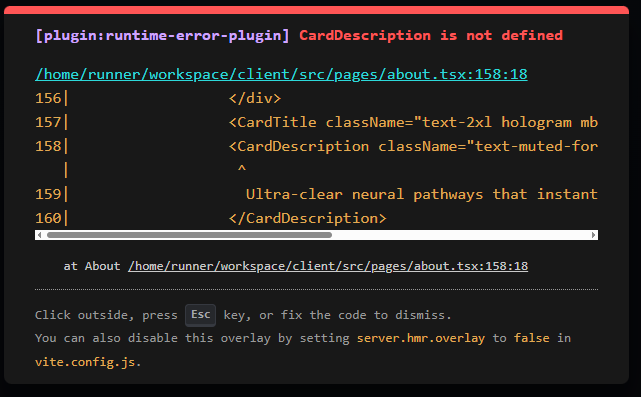 [plugin:runtime-error-plugin] CardDescription is not defined
/home/runner/workspace/client/src/pages/about.tsx:158:18
156| </div>
157| <CardTitle className="text-2xl hologram mb
158| <CardDescription className="text-muted-for
| ^
159| Ultra-clear neural pathways that instant
160| </CardDescription>
at About /home/runner/workspace/client/src/pages/about.tsx:158:18
Click outside, press Esc key, or fix the code to dismiss.
You can also disable this overlay by setting server.hmr.overlay to false in
vite.config.js.